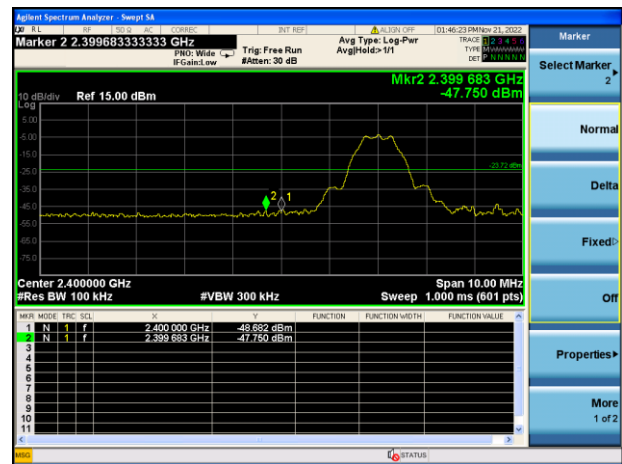 Agilent Spectrum Analyzer - Swept SA
RL RF 50 Ω AC CORREC INT REF ALIGN OFF 01:46:23 PM Nov 21, 2022
Marker 2 2.399683333333 GHz
PNO: Wide
IFGain:Low
Trig: Free Run
#Atten: 30 dB
Avg Type: Log-Pwr
Avg|Hold:>1/1
TRACE 1 2 3 4 5 6
TYPE M
DET P N N N N N
Mkr2 2.399 683 GHz
-47.750 dBm
10 dB/div Ref 15.00 dBm
Log
5.00
-5.00
-15.0
-25.0
-35.0
-45.0
-55.0
-65.0
-75.0
-23.72 dBm
2 1
Center 2.400000 GHz Span 10.00 MHz
#Res BW 100 kHz #VBW 300 kHz Sweep 1.000 ms (601 pts)
MKR MODE TRC SCL X Y FUNCTION FUNCTION WIDTH FUNCTION VALUE
1 N 1 f 2.400 000 GHz -48.682 dBm
2 N 1 f 2.399 683 GHz -47.750 dBm
3
4
5
6
7
8
9
10
11
MSG STATUS
Marker
Select Marker
2
Normal
Delta
Fixed
Off
Properties
More
1 of 2